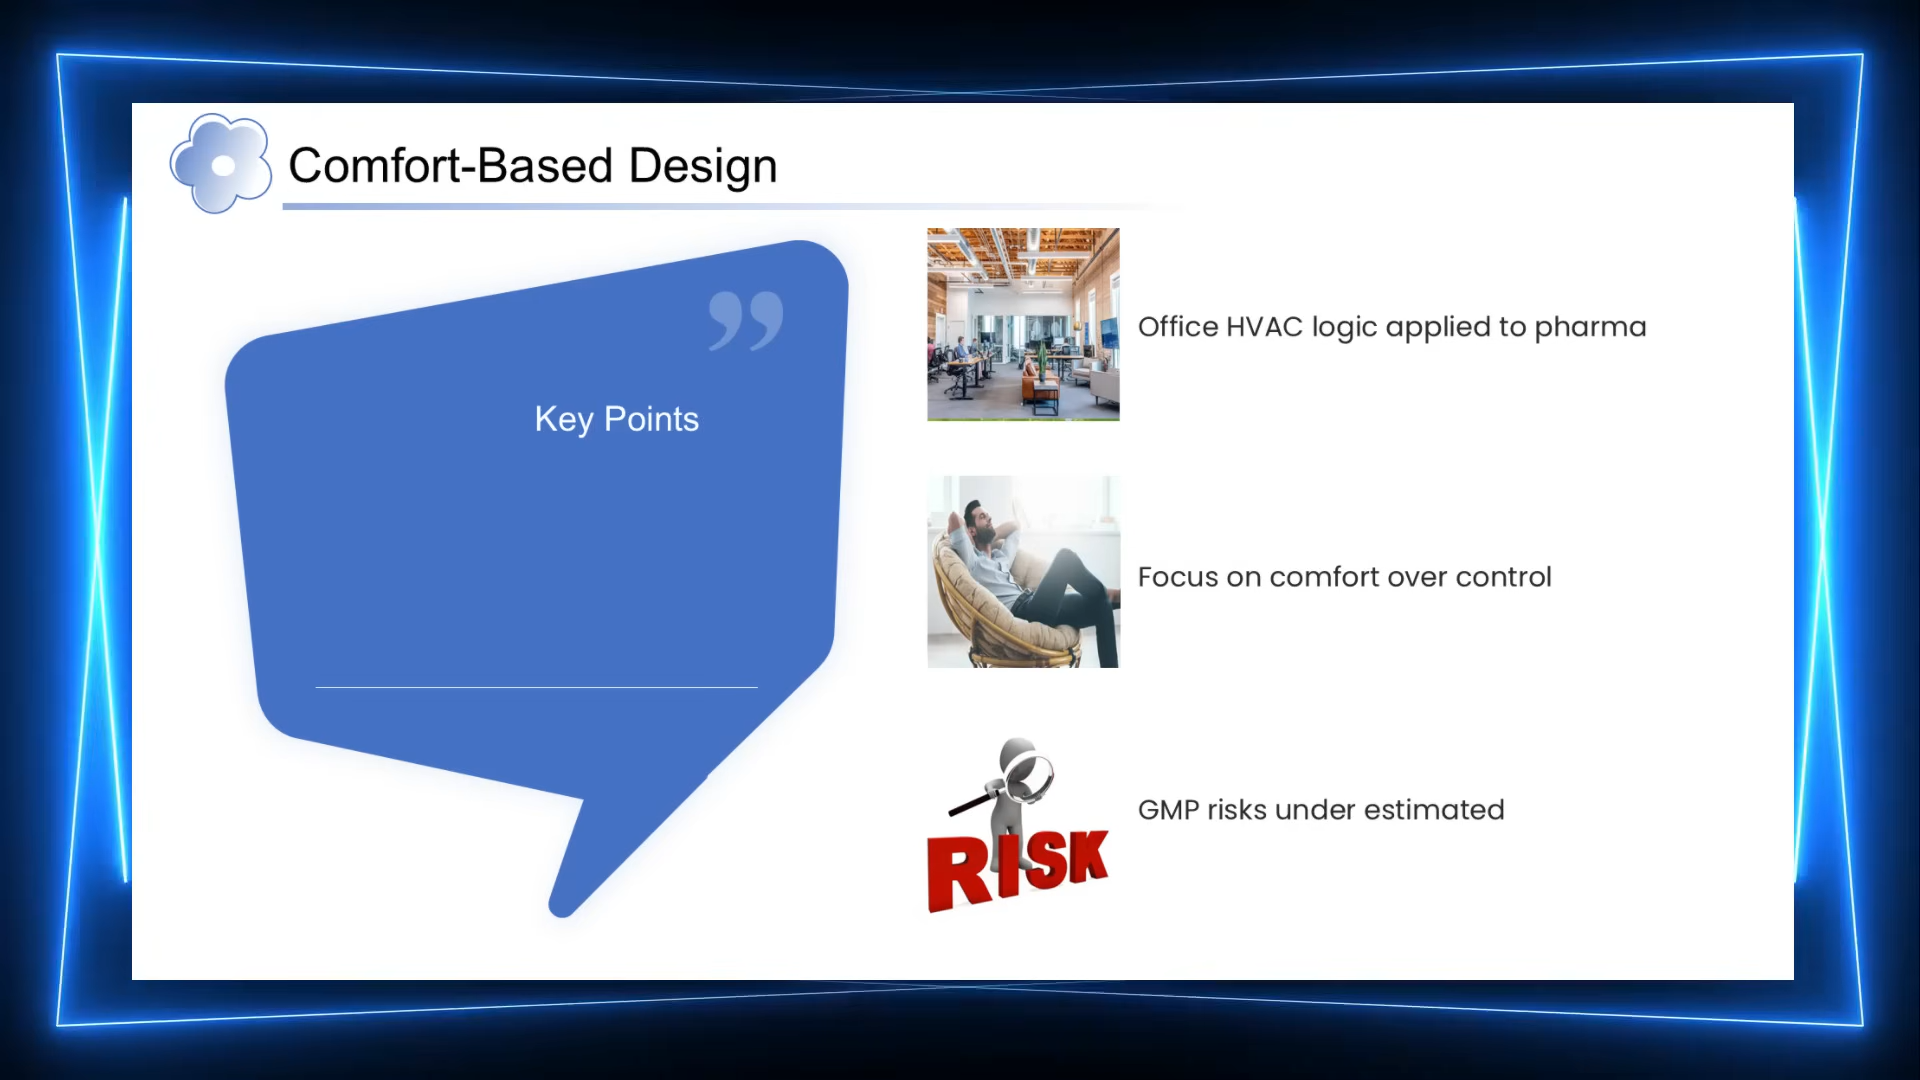 Comfort-Based Design
”
Key Points
Office HVAC logic applied to pharma
Focus on comfort over control
GMP risks under estimated
RISK